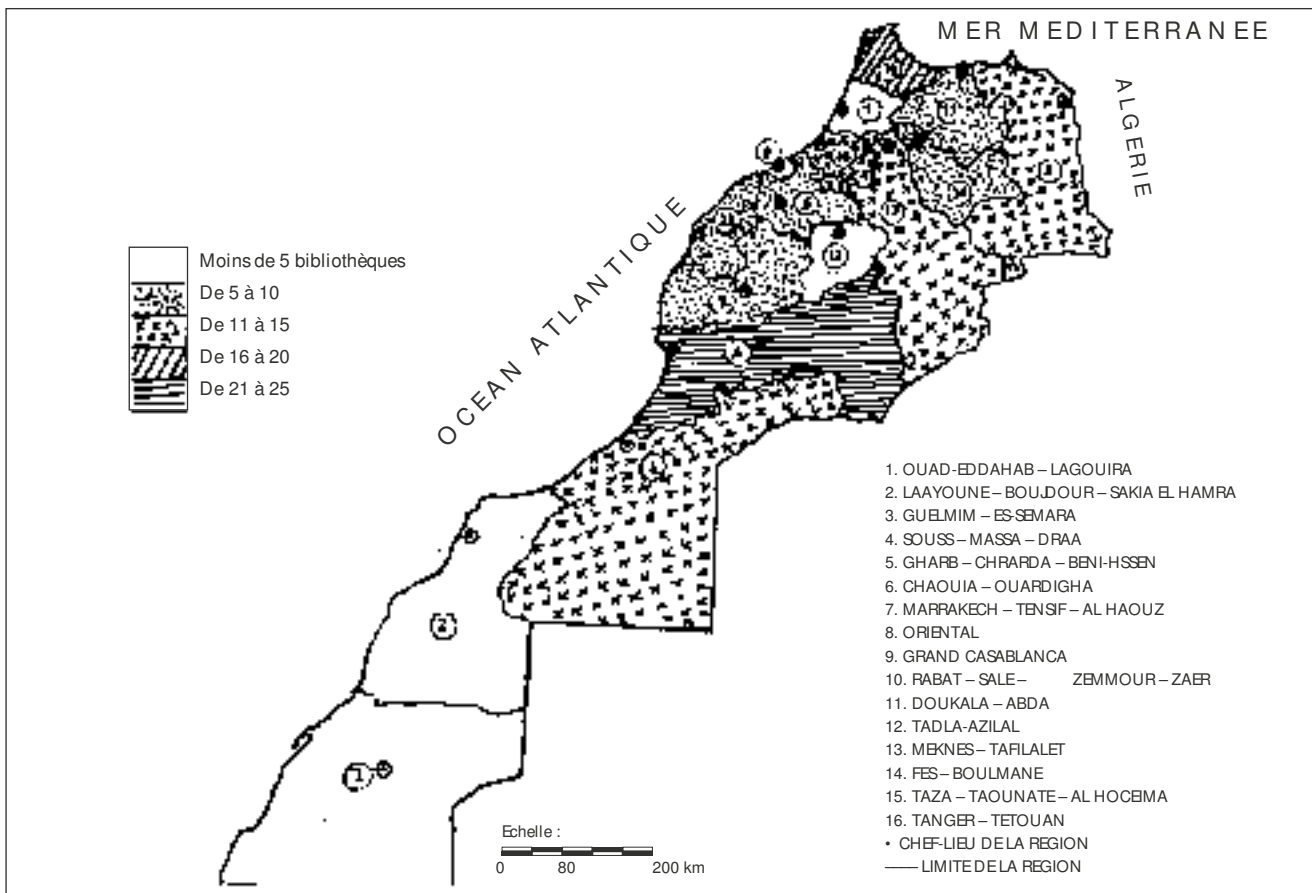 MER MEDITERRANEE
ALGERIE
OCEAN ATLANTIQUE
Moins de 5 bibliothèques
De 5 à 10
De 11 à 15
De 16 à 20
De 21 à 25
2
1
1. OUAD-EDDAHAB – LAGOUIRA
2. LAAYOUNE – BOUJDOUR – SAKIA EL HAMRA
3. GUELMIM – ES-SEMARA
4. SOUSS – MASSA – DRAA
5. GHARB – CHRARDA – BENI-HSSEN
6. CHAOUIA – OUARDIGHA
7. MARRAKECH – TENSIF – AL HAOUZ
8. ORIENTAL
9. GRAND CASABLANCA
10. RABAT – SALE – ZEMMOUR – ZAER
11. DOUKALA – ABDA
12. TADLA-AZILAL
13. MEKNES – TAFILALET
14. FES – BOULMANE
15. TAZA – TAOUNATE – AL HOCEIMA
16. TANGER – TETOUAN
• CHEF-LIEU DE LA REGION
—— LIMITE DE LA REGION
Echelle :
0 80 200 km